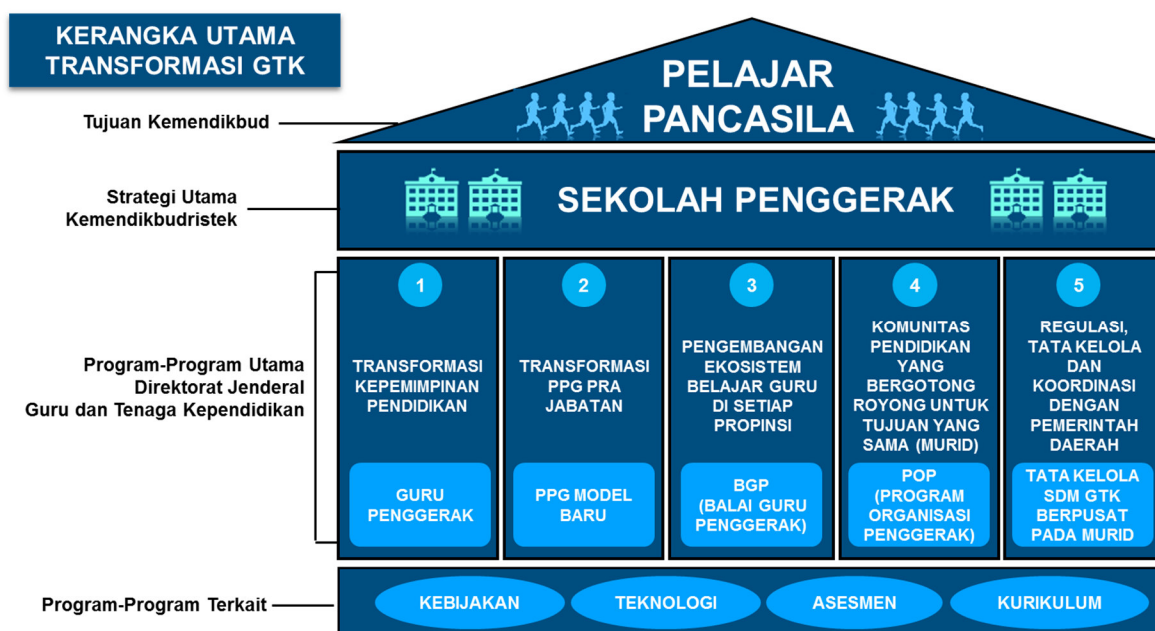 KERANGKA UTAMA
TRANSFORMASI GTK
PELAJAR
PANCASILA
Tujuan Kemendikbud
Strategi Utama
Kemendikbudristek
SEKOLAH PENGGERAK
Program-Program Utama
Direktorat Jenderal
Guru dan Tenaga Kependidikan
1
TRANSFORMASI
KEPEMIMPINAN
PENDIDIKAN
GURU
PENGGERAK
2
TRANSFORMASI
PPG PRA
JABATAN
PPG MODEL
BARU
3
PENGEMBANGAN
EKOSISTEM
BELAJAR GURU
DI SETIAP
PROPINSI
BGP
(BALAI GURU
PENGGERAK)
4
KOMUNITAS
PENDIDIKAN
YANG
BERGOTONG
ROYONG UNTUK
TUJUAN YANG
SAMA (MURID)
POP
(PROGRAM
ORGANISASI
PENGGERAK)
5
REGULASI,
TATA KELOLA
DAN
KOORDINASI
DENGAN
PEMERINTAH
DAERAH
TATA KELOLA
SDM GTK
BERPUSAT
PADA MURID
Program-Program Terkait
KEBIJAKAN
TEKNOLOGI
ASESMEN
KURIKULUM